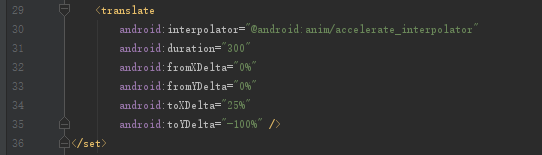 29 <translate
30 android:interpolator="@android:anim/accelerate_interpolator"
31 android:duration="300"
32 android:fromXDelta="0%"
33 android:fromYDelta="0%"
34 android:toXDelta="25%"
35 android:toYDelta="-100%" />
36 </set>